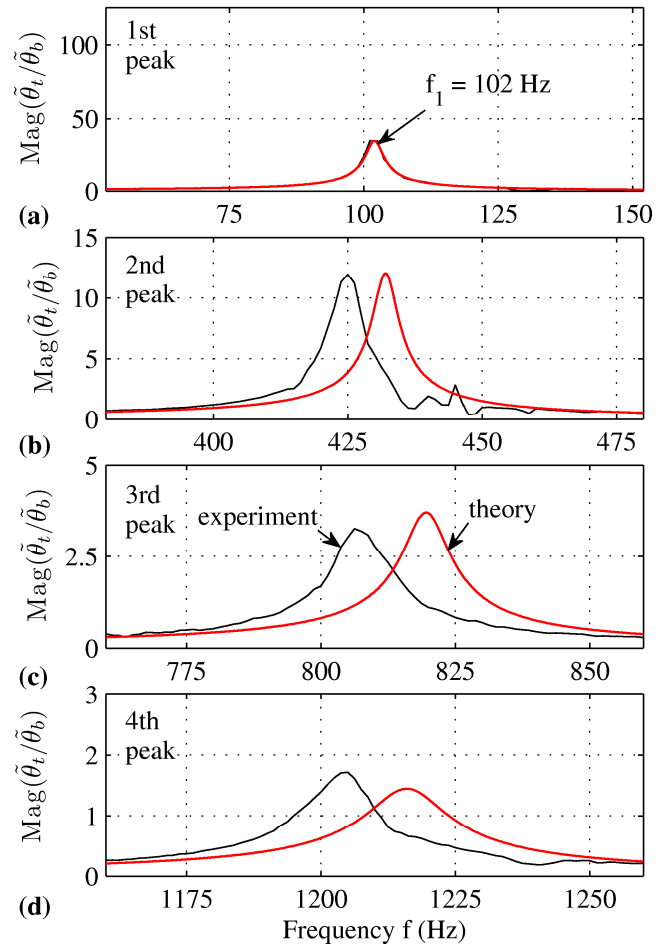 100
50
0
Mag(θ̃t/θ̃b)
1st
peak
f1 = 102 Hz
(a)
75
100
125
150
15
10
5
0
Mag(θ̃t/θ̃b)
2nd
peak
(b)
400
425
450
475
5
2.5
0
Mag(θ̃t/θ̃b)
3rd
peak
experiment
theory
(c)
775
800
825
850
3
2
1
0
Mag(θ̃t/θ̃b)
4th
peak
(d)
1175
1200
1225
1250
Frequency f (Hz)